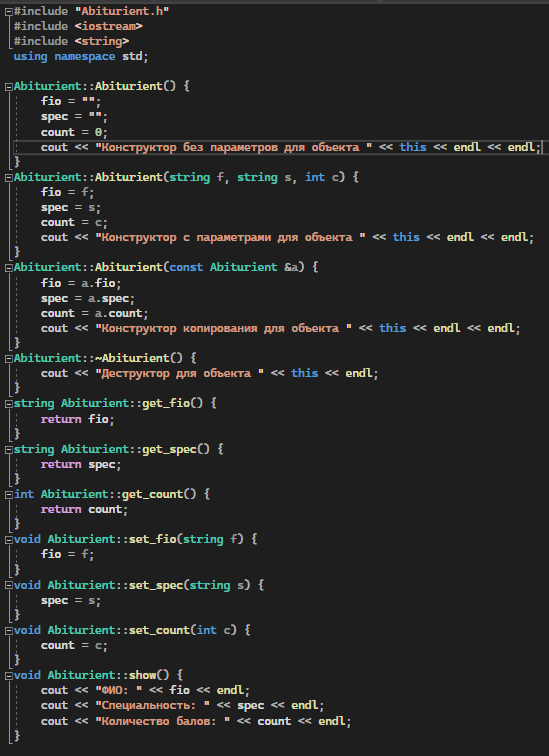 #include "Abiturient.h"
#include <iostream>
#include <string>
using namespace std;
Abiturient::Abiturient() {
fio = "";
spec = "";
count = 0;
cout << "Конструктор без параметров для объекта " << this << endl << endl;
}
Abiturient::Abiturient(string f, string s, int c) {
fio = f;
spec = s;
count = c;
cout << "Конструктор с параметрами для объекта " << this << endl << endl;
}
Abiturient::Abiturient(const Abiturient &a) {
fio = a.fio;
spec = a.spec;
count = a.count;
cout << "Конструктор копирования для объекта " << this << endl << endl;
}
Abiturient::~Abiturient() {
cout << "Деструктор для объекта " << this << endl;
}
string Abiturient::get_fio() {
return fio;
}
string Abiturient::get_spec() {
return spec;
}
int Abiturient::get_count() {
return count;
}
void Abiturient::set_fio(string f) {
fio = f;
}
void Abiturient::set_spec(string s) {
spec = s;
}
void Abiturient::set_count(int c) {
count = c;
}
void Abiturient::show() {
cout << "ФИО: " << fio << endl;
cout << "Специальность: " << spec << endl;
cout << "Количество балов: " << count << endl;
}